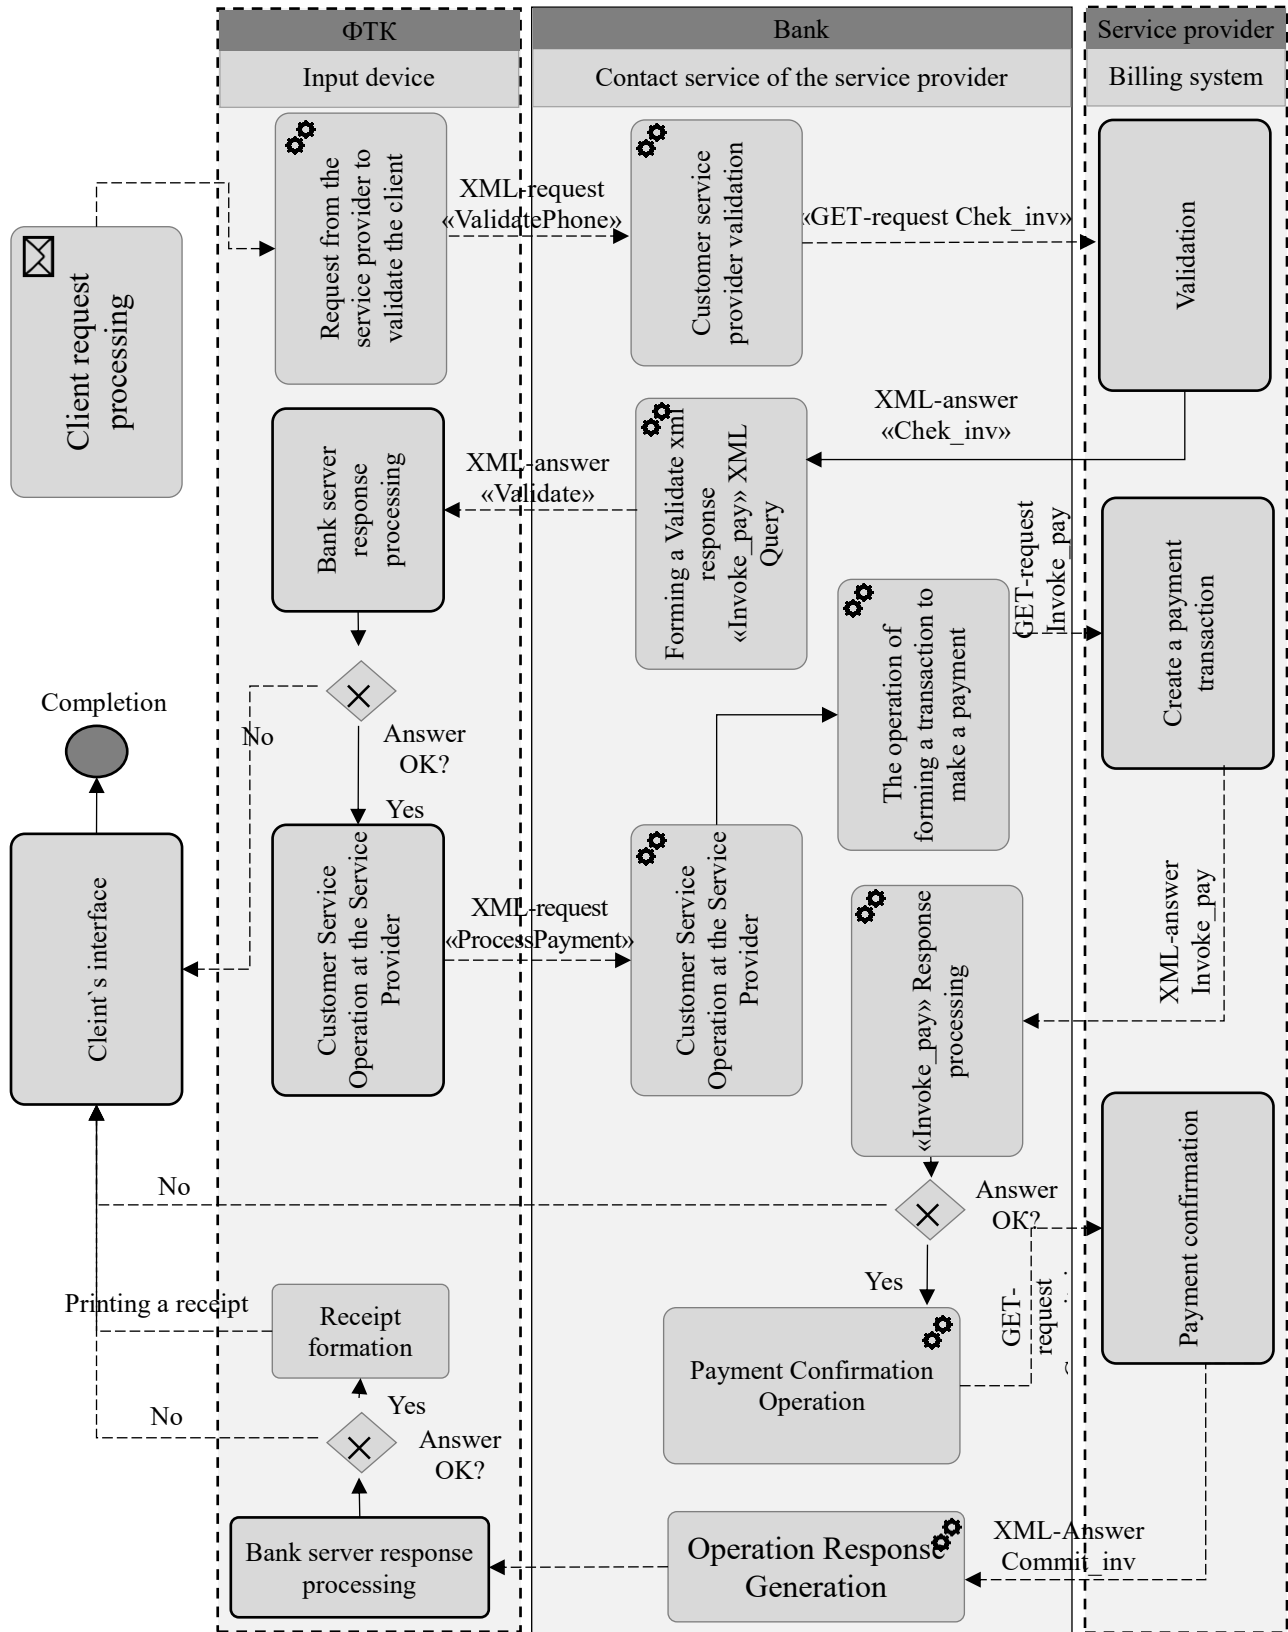 ФТК
Bank
Service provider
Input device
Contact service of the service provider
Billing system
Client request
processing
Request from the
service provider to
validate the client
XML-request
«ValidatePhone»
Customer service
provider validation
«GET-request Chek_inv»
Validation
XML-answer
«Chek_inv»
Forming a Validate xml
response
«Invoke_pay» XML
Query
XML-answer
«Validate»
Bank server
response
processing
GET-request
Invoke_pay
Create a payment
transaction
The operation of
forming a transaction to
make a payment
Completion
No
Answer
OK?
Yes
Cleint`s interface
Customer Service
Operation at the Service
Provider
XML-request
«ProcessPayment»
Customer Service
Operation at the Service
Provider
«Invoke_pay» Response
processing
XML-answer
Invoke_pay
No
Answer
OK?
Yes
Payment confirmation
GET-
request
Printing a receipt
Receipt
formation
Payment Confirmation
Operation
No
Yes
Answer
OK?
Bank server response
processing
Operation Response
Generation
XML-Answer
Commit_inv